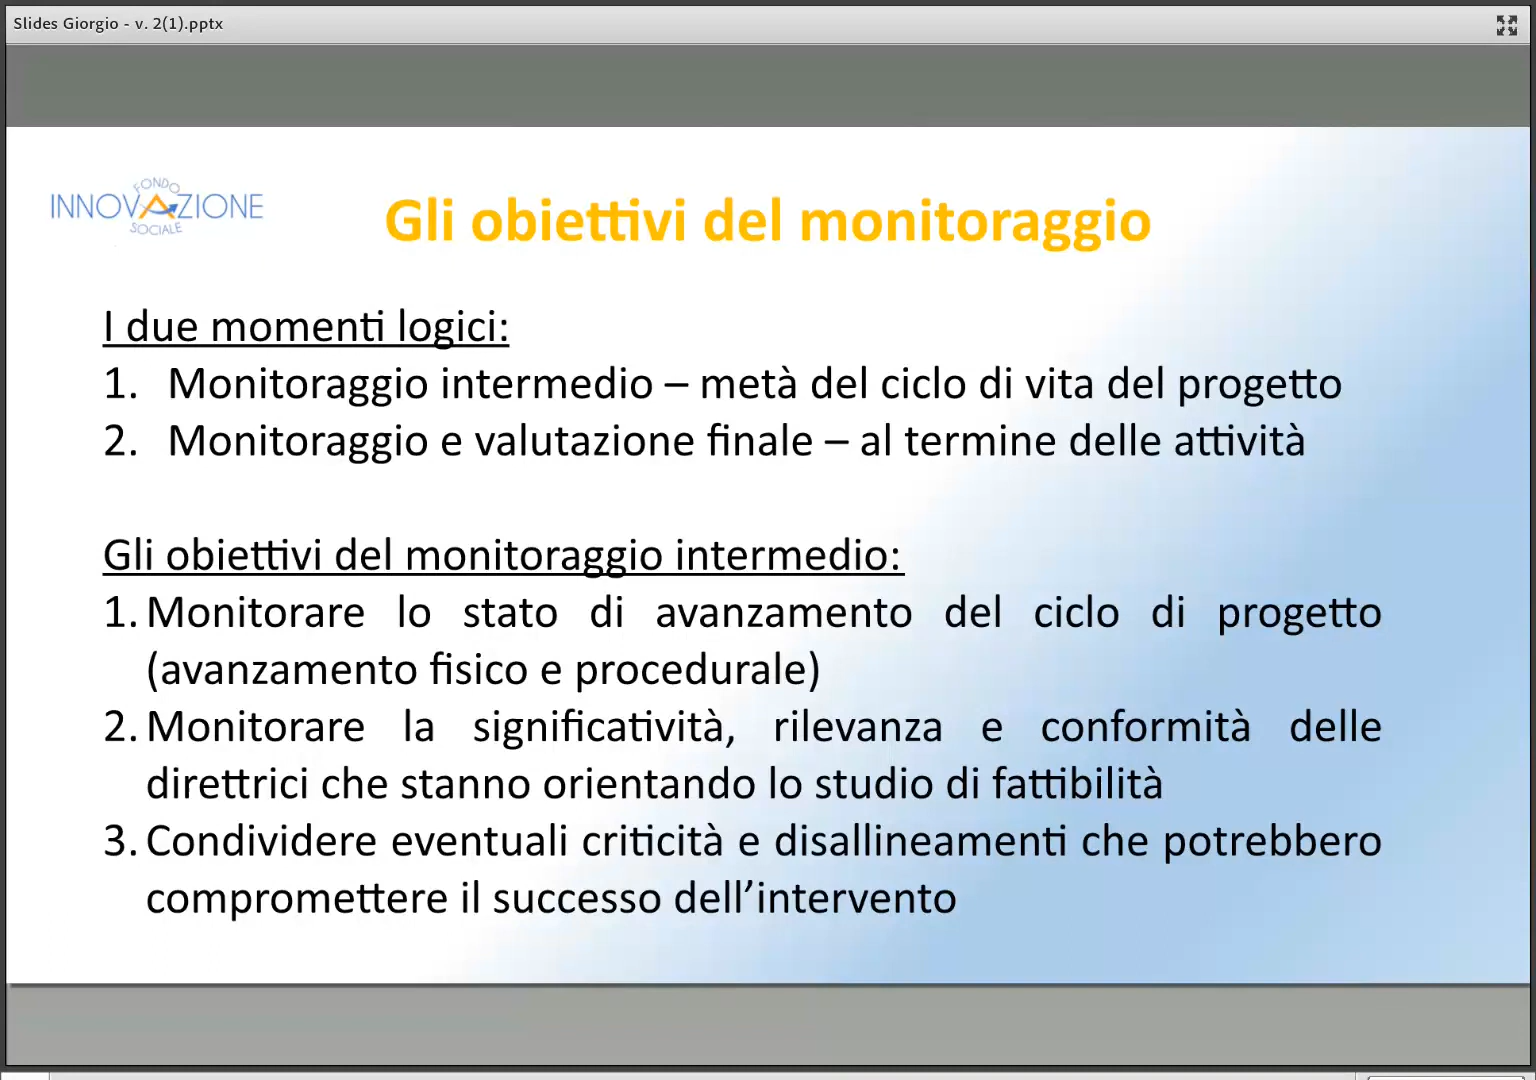 Slides Giorgio - v. 2(1).pptx
FONDO
INNOVAZIONE
SOCIALE
Gli obiettivi del monitoraggio
I due momenti logici:
1. Monitoraggio intermedio – metà del ciclo di vita del progetto
2. Monitoraggio e valutazione finale – al termine delle attività
Gli obiettivi del monitoraggio intermedio:
1. Monitorare lo stato di avanzamento del ciclo di progetto
(avanzamento fisico e procedurale)
2. Monitorare la significatività, rilevanza e conformità delle
direttrici che stanno orientando lo studio di fattibilità
3. Condividere eventuali criticità e disallineamenti che potrebbero
compromettere il successo dell’intervento